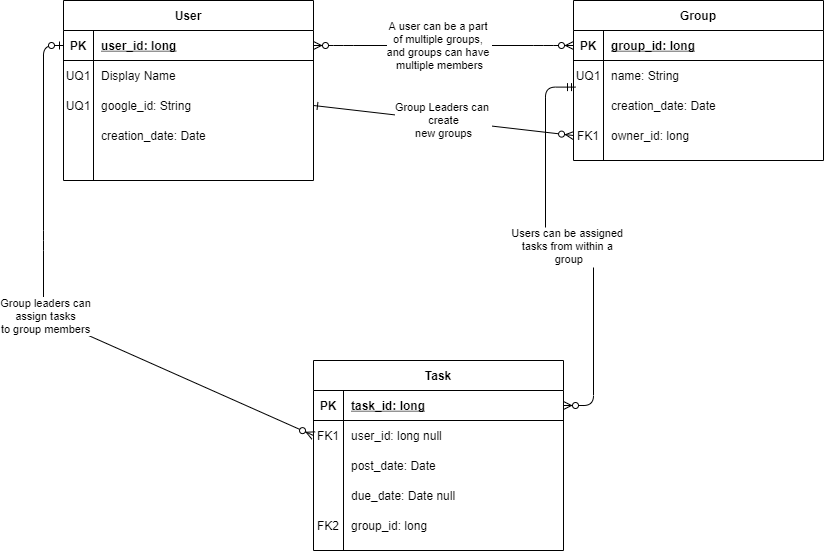 User
PK user_id: long
UQ1 Display Name
UQ1 google_id: String
creation_date: Date
A user can be a part
of multiple groups,
and groups can have
multiple members
Group Leaders can
create
new groups
Group
PK group_id: long
UQ1 name: String
creation_date: Date
FK1 owner_id: long
Users can be assigned
tasks from within a
group
Group leaders can
assign tasks
to group members
Task
PK task_id: long
FK1 user_id: long null
post_date: Date
due_date: Date null
FK2 group_id: long